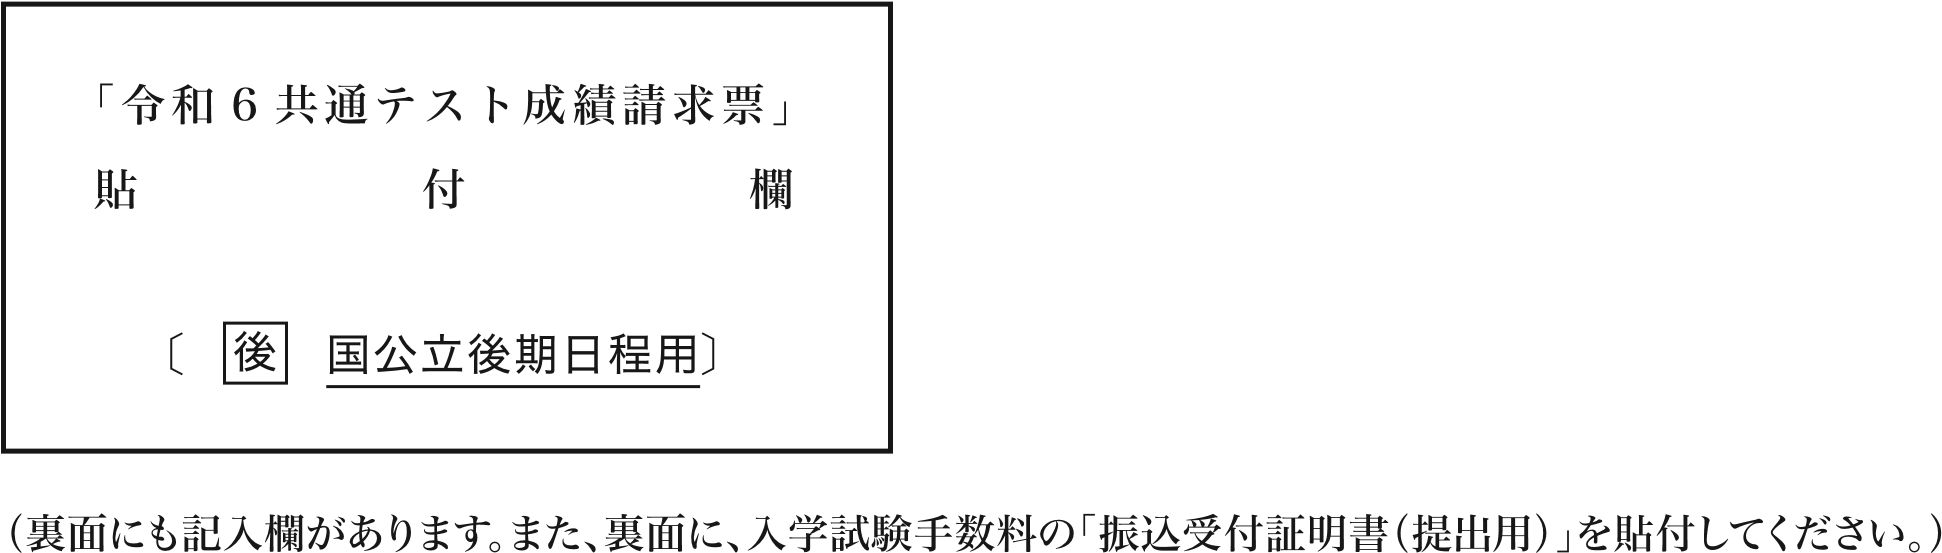 「令和6共通テスト成績請求票」
貼付欄
〔 後 国公立後期日程用〕
（裏面にも記入欄があります。また、裏面に、入学試験手数料の「振込受付証明書（提出用）」を貼付してください。）